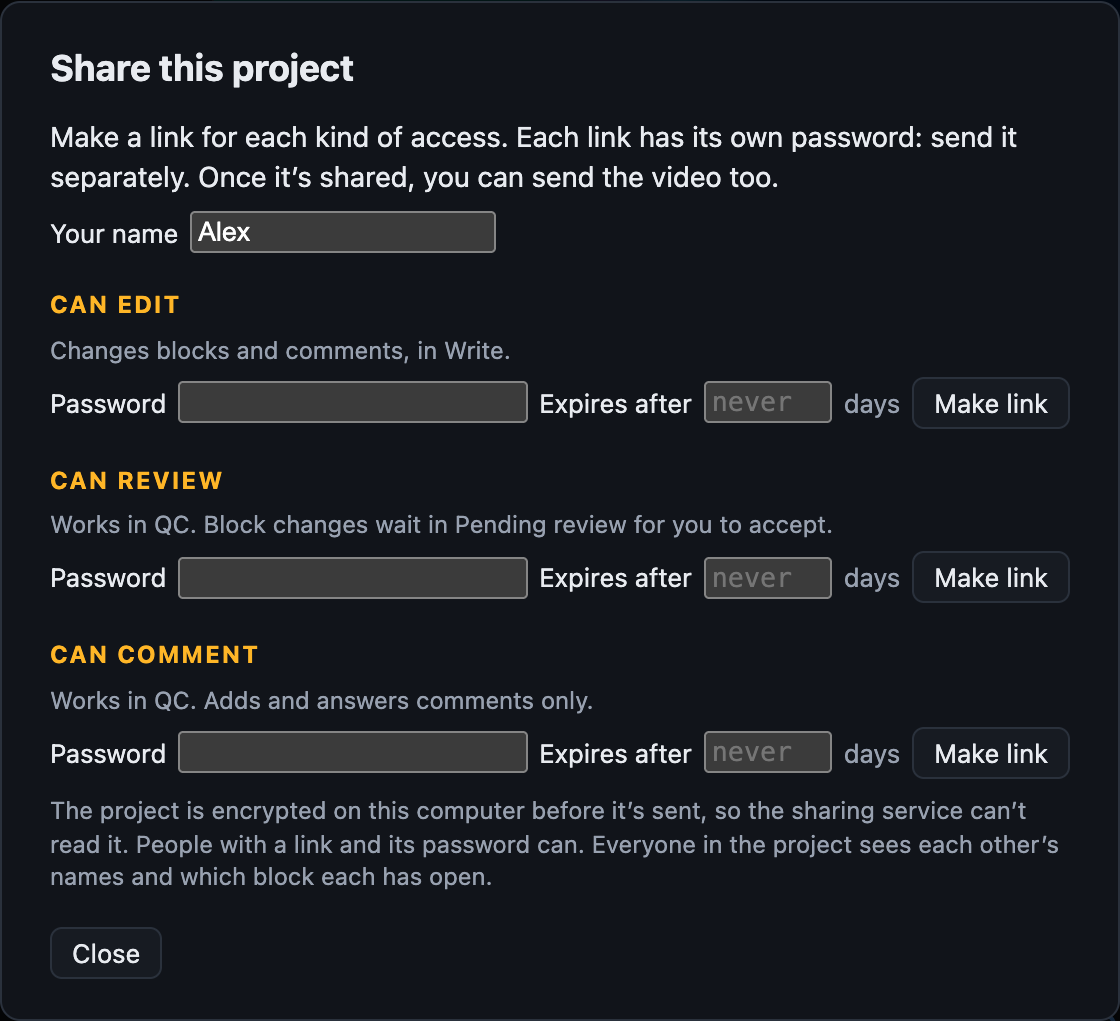 Share this project
Make a link for each kind of access. Each link has its own password: send it
separately. Once it’s shared, you can send the video too.
Your name Alex
CAN EDIT
Changes blocks and comments, in Write.
Password Expires after never days Make link
CAN REVIEW
Works in QC. Block changes wait in Pending review for you to accept.
Password Expires after never days Make link
CAN COMMENT
Works in QC. Adds and answers comments only.
Password Expires after never days Make link
The project is encrypted on this computer before it’s sent, so the sharing service can’t
read it. People with a link and its password can. Everyone in the project sees each other’s
names and which block each has open.
Close